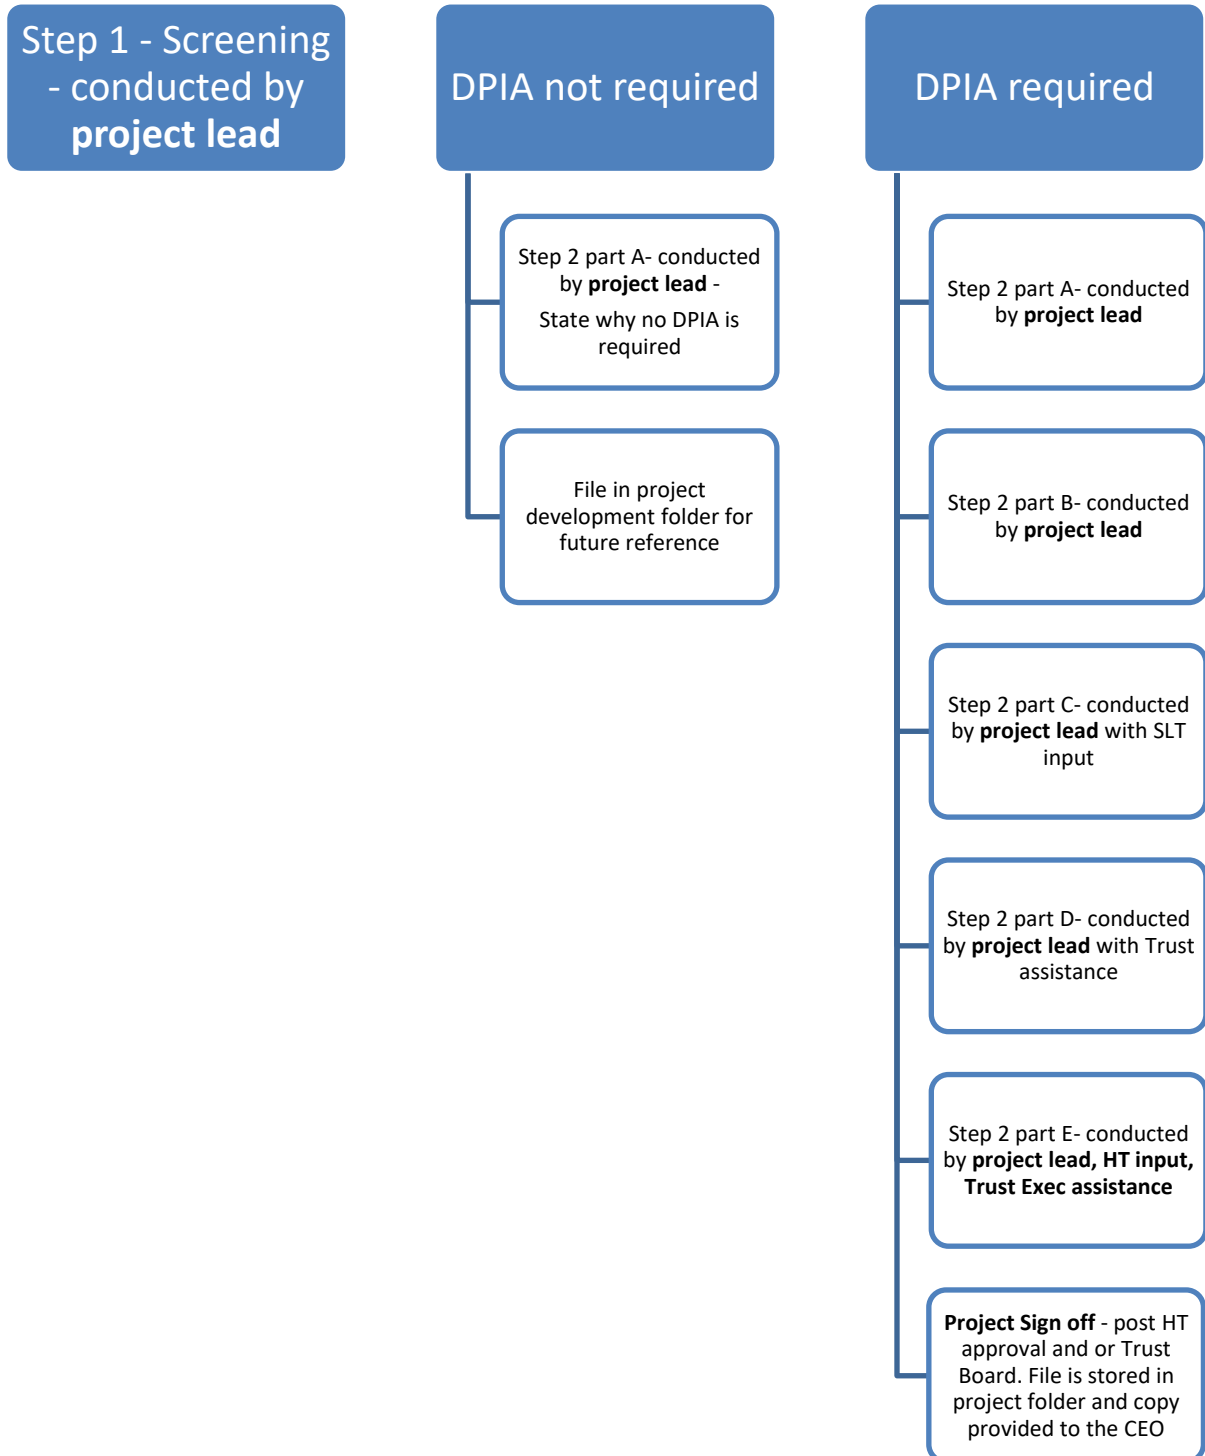 Step 1 - Screening
- conducted by
project lead
DPIA not required
Step 2 part A- conducted
by project lead -
State why no DPIA is
required
File in project
development folder for
future reference
DPIA required
Step 2 part A- conducted
by project lead
Step 2 part B- conducted
by project lead
Step 2 part C- conducted
by project lead with SLT
input
Step 2 part D- conducted
by project lead with Trust
assistance
Step 2 part E- conducted
by project lead, HT input,
Trust Exec assistance
Project Sign off - post HT
approval and or Trust
Board. File is stored in
project folder and copy
provided to the CEO